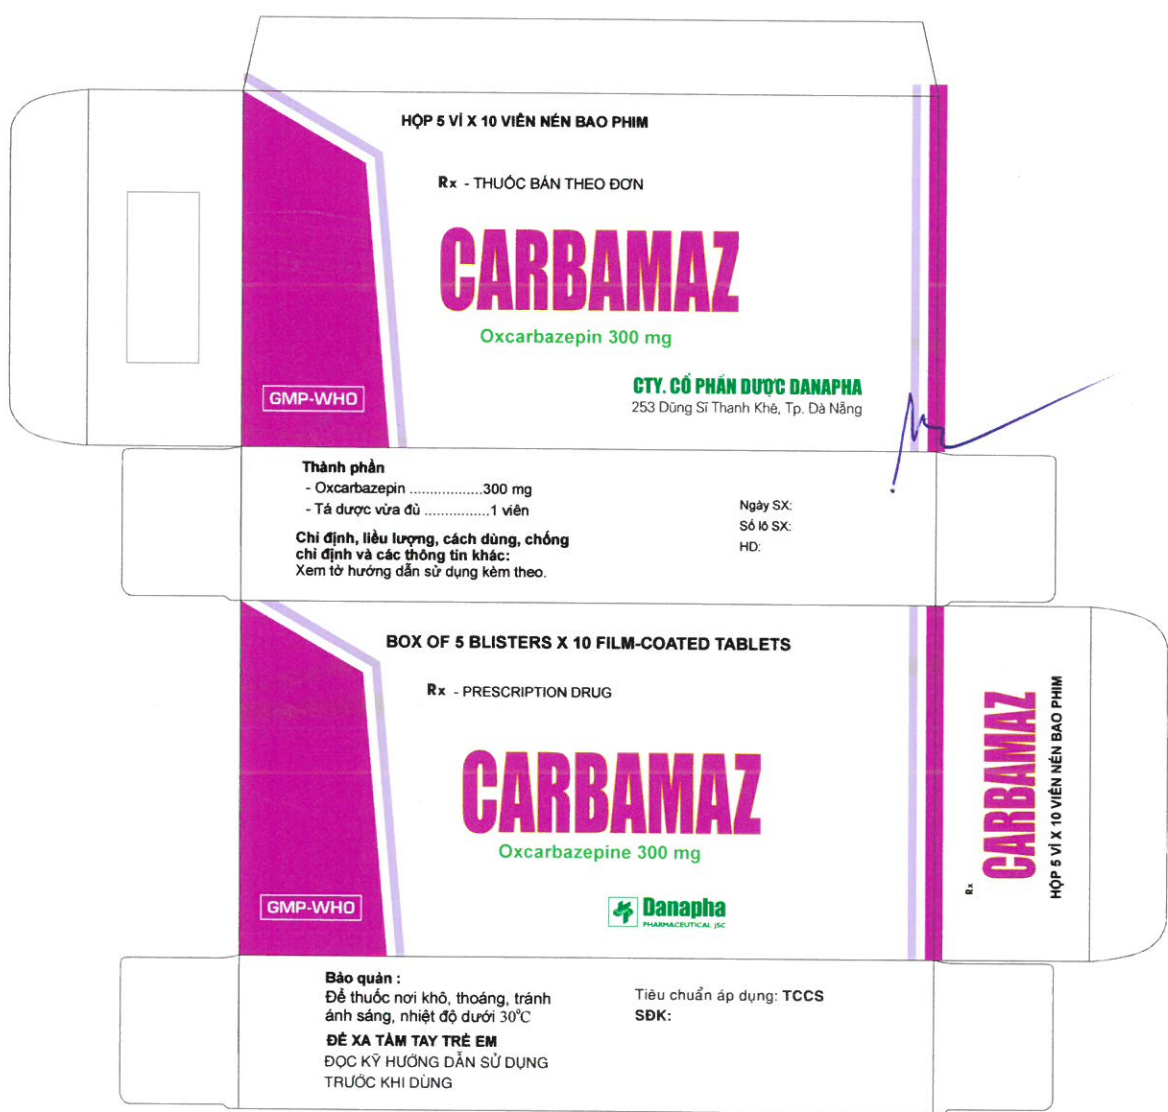 HỘP 5 VỈ X 10 VIÊN NÉN BAO PHIM
Rx - THUỐC BÁN THEO ĐƠN
CARBAMAZ
Oxcarbazepin 300 mg
GMP-WHO
CTY. CỔ PHẦN DƯỢC DANAPHA
253 Dũng Sĩ Thanh Khê, Tp. Đà Nẵng
Thành phần
- Oxcarbazepin ..................300 mg
- Tá dược vừa đủ ................1 viên
Chỉ định, liều lượng, cách dùng, chống
chỉ định và các thông tin khác:
Xem tờ hướng dẫn sử dụng kèm theo.
Ngày SX:
Số lô SX:
HD:
BOX OF 5 BLISTERS X 10 FILM-COATED TABLETS
Rx - PRESCRIPTION DRUG
CARBAMAZ
Oxcarbazepine 300 mg
GMP-WHO
Danapha
PHARMACEUTICAL JSC
Rx
CARBAMAZ
HỘP 5 VỈ X 10 VIÊN NÉN BAO PHIM
Bảo quản :
Để thuốc nơi khô, thoáng, tránh
ánh sáng, nhiệt độ dưới 30°C
ĐỂ XA TẦM TAY TRẺ EM
ĐỌC KỸ HƯỚNG DẪN SỬ DỤNG
TRƯỚC KHI DÙNG
Tiêu chuẩn áp dụng: TCCS
SĐK: